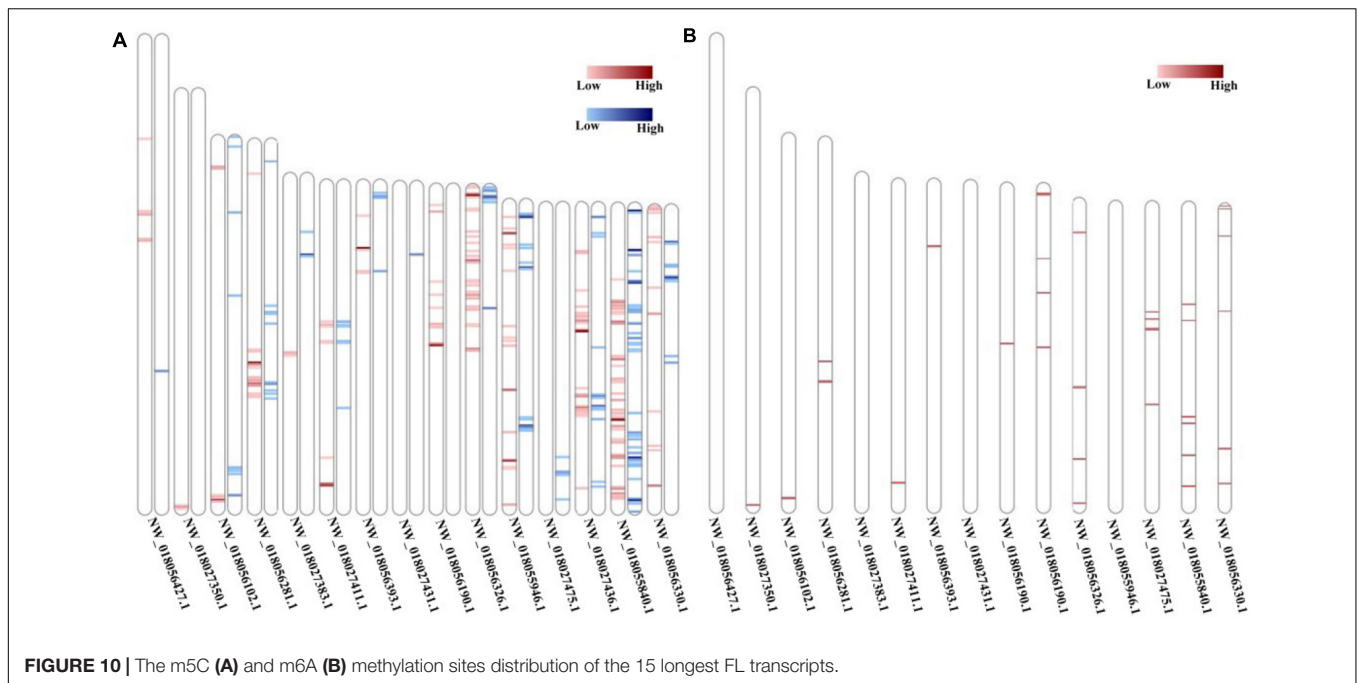 A
Low High
Low High
NW_018056427.1
NW_018027350.1
NW_018056102.1
NW_018056281.1
NW_018027383.1
NW_018027411.1
NW_018056393.1
NW_018027431.1
NW_018056190.1
NW_018056326.1
NW_018055946.1
NW_018027475.1
NW_018027436.1
NW_018055840.1
NW_018056330.1
B
Low High
NW_018056427.1
NW_018027350.1
NW_018056102.1
NW_018056281.1
NW_018027383.1
NW_018027411.1
NW_018056393.1
NW_018027431.1
NW_018056190.1
NW_018056190.1
NW_018056326.1
NW_018055946.1
NW_018027475.1
NW_018055840.1
NW_018056330.1
FIGURE 10 | The m5C (A) and m6A (B) methylation sites distribution of the 15 longest FL transcripts.